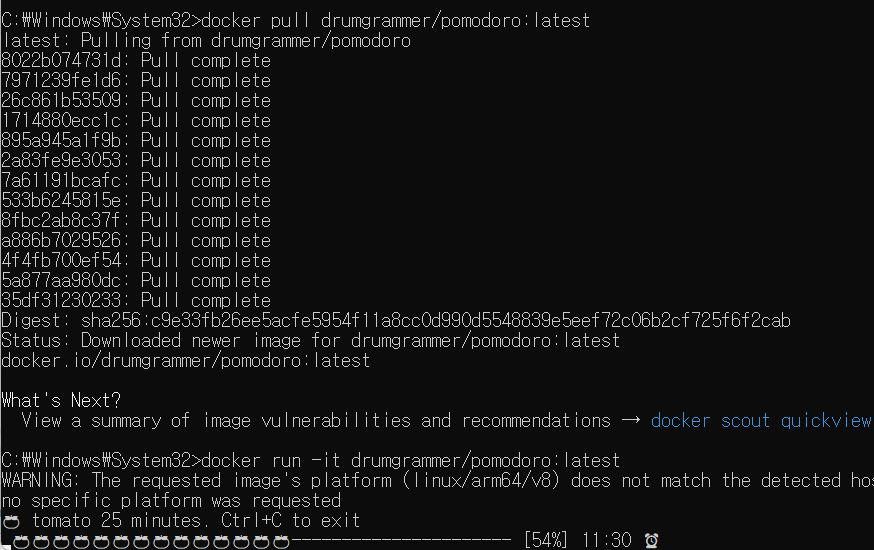 C:₩Windows₩System32>docker pull drumgrammer/pomodoro:latest
latest: Pulling from drumgrammer/pomodoro
8022b074731d: Pull complete
7971239fe1d6: Pull complete
26c861b53509: Pull complete
1714880ecc1c: Pull complete
895a945a1f9b: Pull complete
2a83fe9e3053: Pull complete
7a61191bcafc: Pull complete
533b6245815e: Pull complete
8fbc2ab8c37f: Pull complete
a886b7029526: Pull complete
4f4fb700ef54: Pull complete
5a877aa980dc: Pull complete
35df31230233: Pull complete
Digest: sha256:c9e33fb26ee5acfe5954f11a8cc0d990d5548839e5eef72c06b2cf725f6f2cab
Status: Downloaded newer image for drumgrammer/pomodoro:latest
docker.io/drumgrammer/pomodoro:latest
What's Next?
View a summary of image vulnerabilities and recommendations → docker scout quickview
C:₩Windows₩System32>docker run -it drumgrammer/pomodoro:latest
WARNING: The requested image's platform (linux/arm64/v8) does not match the detected hos
no specific platform was requested
🍅 tomato 25 minutes. Ctrl+C to exit
🍅🍅🍅🍅🍅🍅🍅🍅🍅🍅🍅🍅🍅🍅---------------------- [54%] 11:30 ⏰